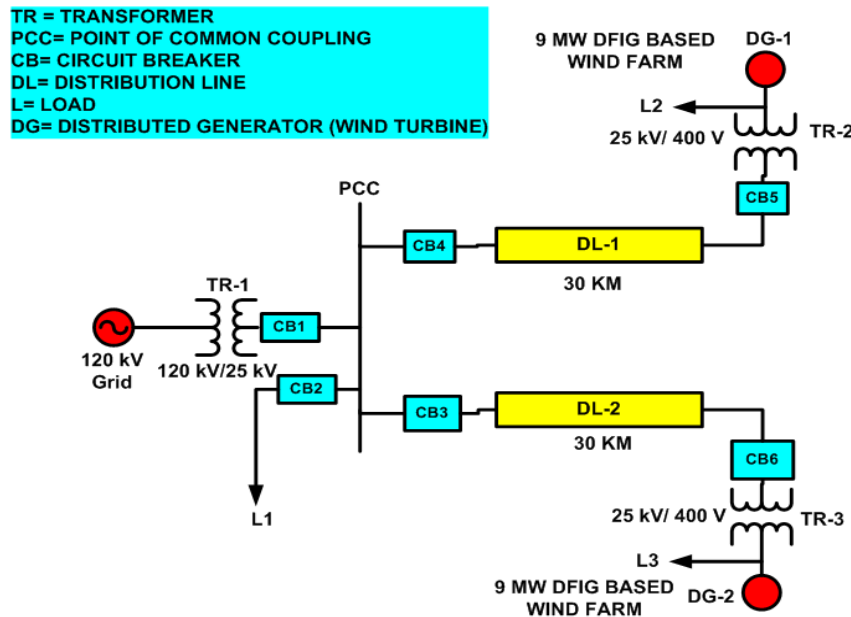 TR = TRANSFORMER
PCC= POINT OF COMMON COUPLING
CB= CIRCUIT BREAKER
DL= DISTRIBUTION LINE
L= LOAD
DG= DISTRIBUTED GENERATOR (WIND TURBINE)
9 MW DFIG BASED
WIND FARM
DG-1
L2
25 kV/ 400 V
TR-2
CB5
PCC
CB4
DL-1
30 KM
TR-1
CB1
120 kV
Grid
120 kV/25 kV
CB2
CB3
DL-2
30 KM
CB6
L1
25 kV/ 400 V
TR-3
L3
9 MW DFIG BASED
WIND FARM
DG-2